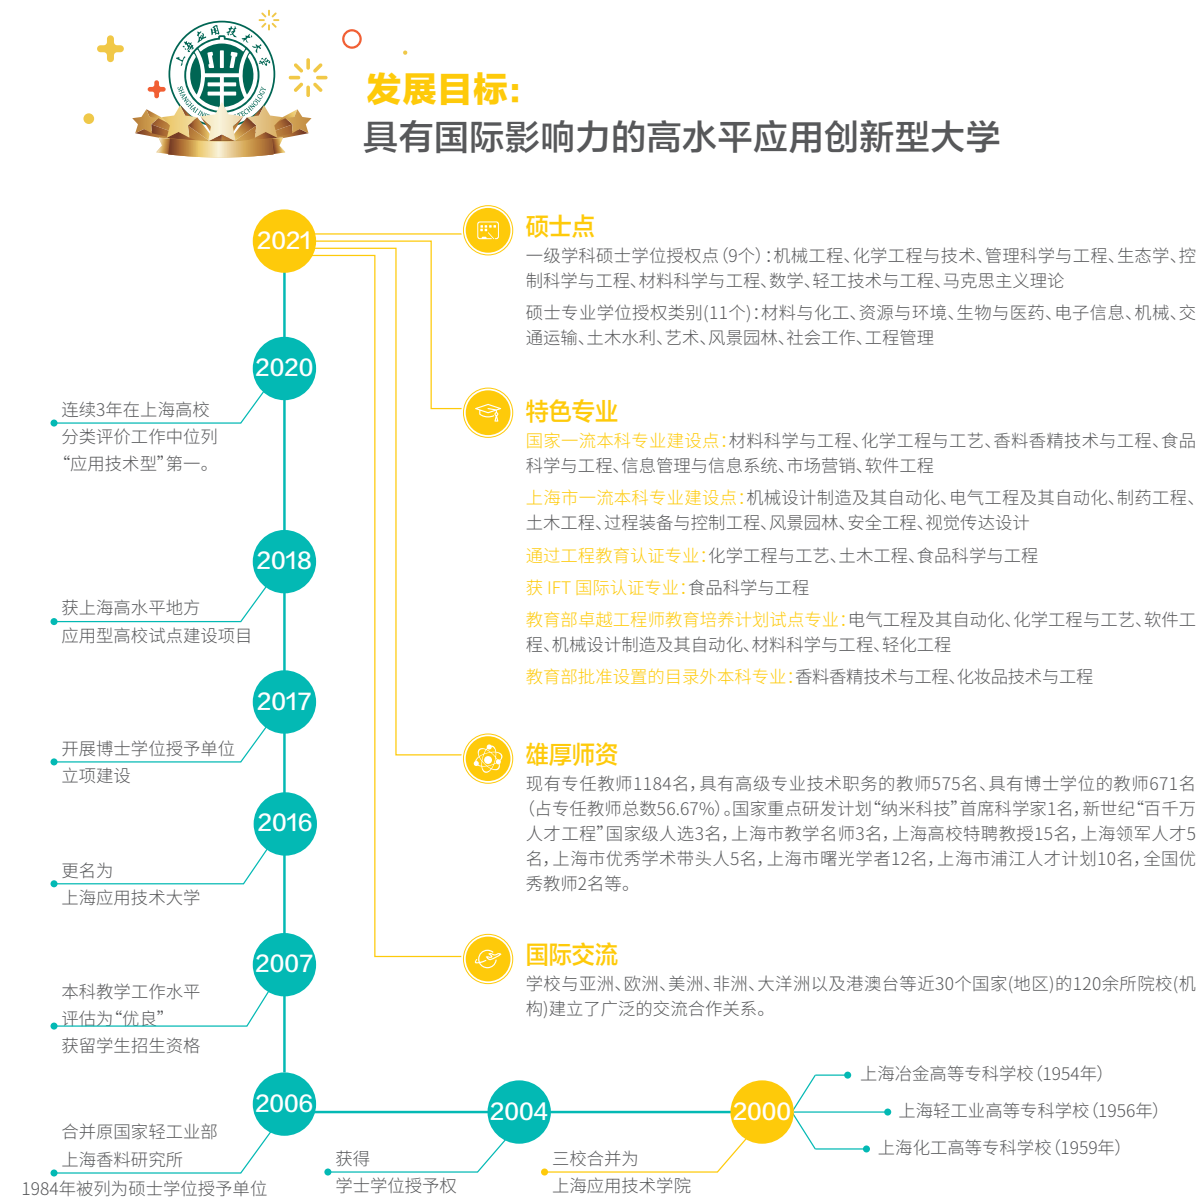 上海应用技术大学
发展目标:
具有国际影响力的高水平应用创新型大学
2021
硕士点
一级学科硕士学位授权点（9个）：机械工程、化学工程与技术、管理科学与工程、生态学、控
制科学与工程、材料科学与工程、数学、轻工技术与工程、马克思主义理论
硕士专业学位授权类别(11个)：材料与化工、资源与环境、生物与医药、电子信息、机械、交
通运输、土木水利、艺术、风景园林、社会工作、工程管理
特色专业
国家一流本科专业建设点：材料科学与工程、化学工程与工艺、香料香精技术与工程、食品
科学与工程、信息管理与信息系统、市场营销、软件工程
上海市一流本科专业建设点：机械设计制造及其自动化、电气工程及其自动化、制药工程、
土木工程、过程装备与控制工程、风景园林、安全工程、视觉传达设计
通过工程教育认证专业：化学工程与工艺、土木工程、食品科学与工程
获 IFT 国际认证专业：食品科学与工程
教育部卓越工程师教育培养计划试点专业：电气工程及其自动化、化学工程与工艺、软件工
程、机械设计制造及其自动化、材料科学与工程、轻化工程
教育部批准设置的目录外本科专业：香料香精技术与工程、化妆品技术与工程
雄厚师资
现有专任教师1184名，具有高级专业技术职务的教师575名、具有博士学位的教师671名
（占专任教师总数56.67%）。国家重点研发计划“纳米科技”首席科学家1名，新世纪“百千万
人才工程”国家级人选3名，上海市教学名师3名，上海高校特聘教授15名，上海领军人才5
名，上海市优秀学术带头人5名，上海市曙光学者12名，上海市浦江人才计划10名，全国优
秀教师2名等。
国际交流
学校与亚洲、欧洲、美洲、非洲、大洋洲以及港澳台等近30个国家(地区)的120余所院校(机
构)建立了广泛的交流合作关系。
2020
连续3年在上海高校
分类评价工作中位列
“应用技术型”第一。
2018
获上海高水平地方
应用型高校试点建设项目
2017
开展博士学位授予单位
立项建设
2016
更名为
上海应用技术大学
2007
本科教学工作水平
评估为“优良”
获留学生招生资格
2006
合并原国家轻工业部
上海香料研究所
1984年被列为硕士学位授予单位
2004
获得
学士学位授予权
2000
三校合并为
上海应用技术学院
上海冶金高等专科学校（1954年）
上海轻工业高等专科学校（1956年）
上海化工高等专科学校（1959年）